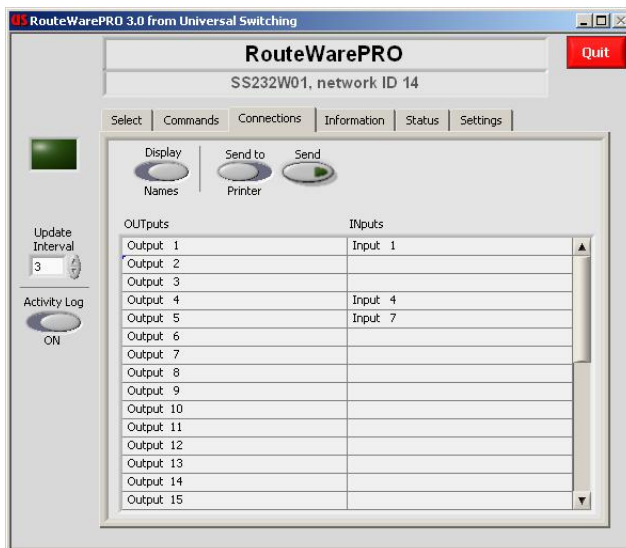 US RouteWarePRO 3.0 from Universal Switching
RouteWarePRO
Quit
SS232W01, network ID 14
Select Commands Connections Information Status Settings
Display Send to Send
Names Printer
Update
Interval
3
Activity Log
ON
OUTputs INputs
Output 1 Input 1
Output 2
Output 3
Output 4 Input 4
Output 5 Input 7
Output 6
Output 7
Output 8
Output 9
Output 10
Output 11
Output 12
Output 13
Output 14
Output 15